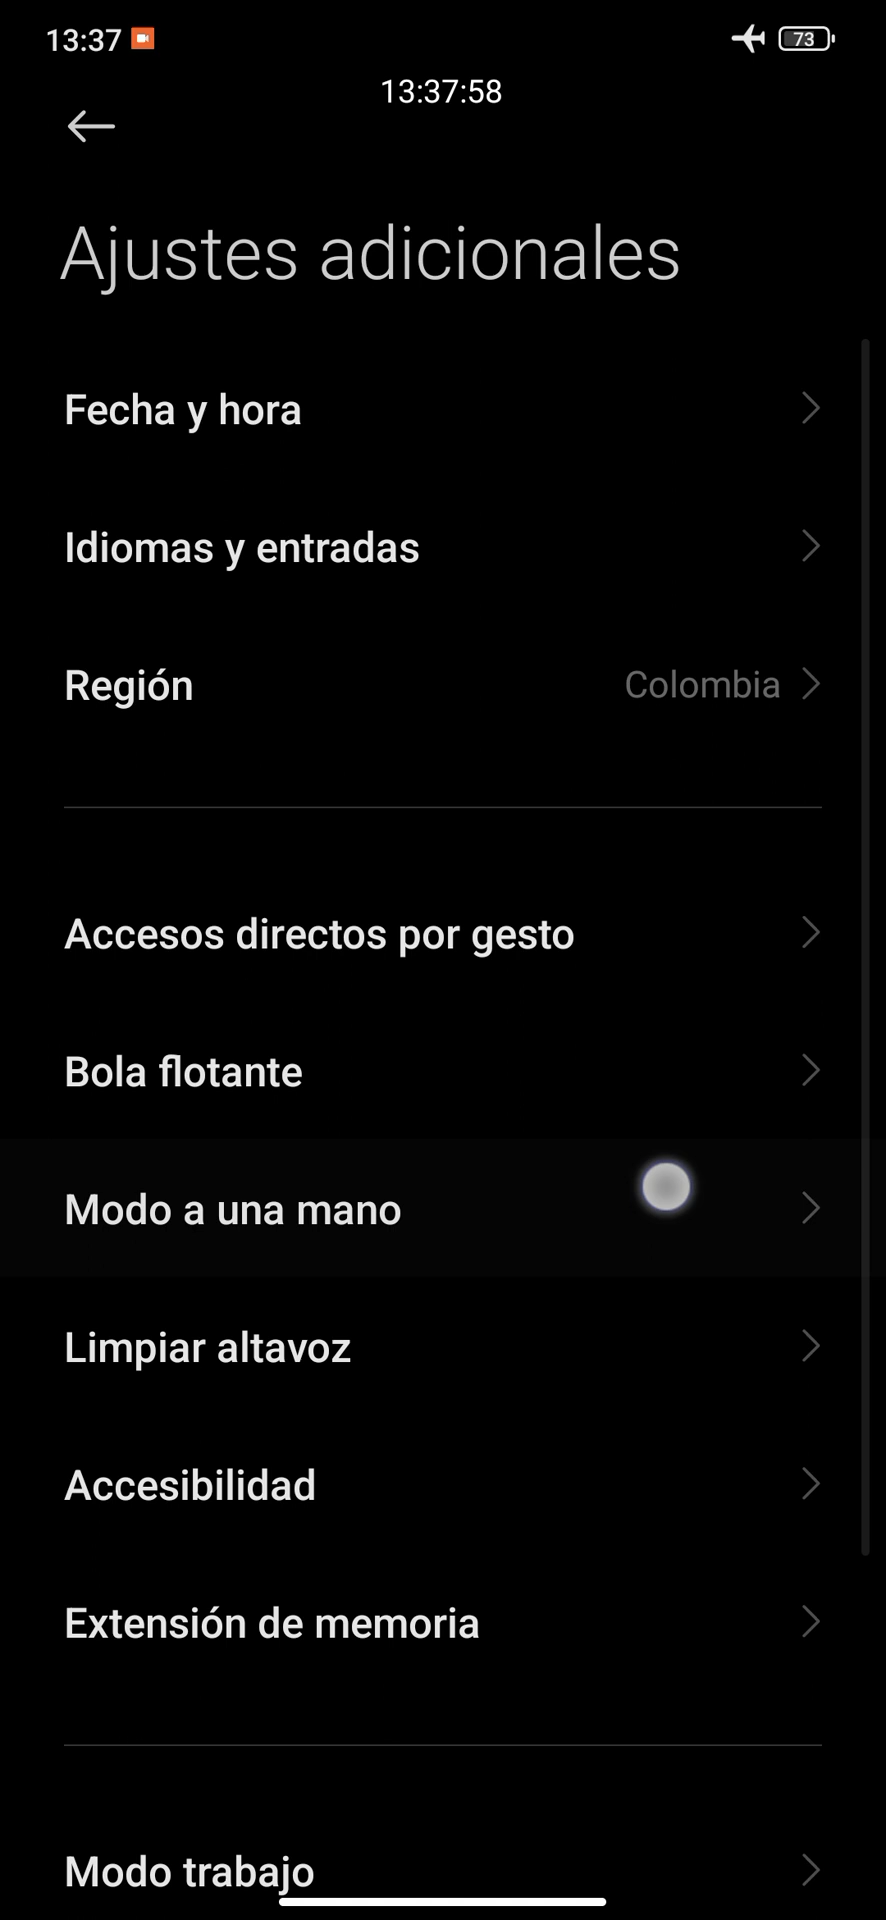 13:37
73
13:37:58
Ajustes adicionales
Fecha y hora
Idiomas y entradas
Región
Colombia
Accesos directos por gesto
Bola flotante
Modo a una mano
Limpiar altavoz
Accesibilidad
Extensión de memoria
Modo trabajo